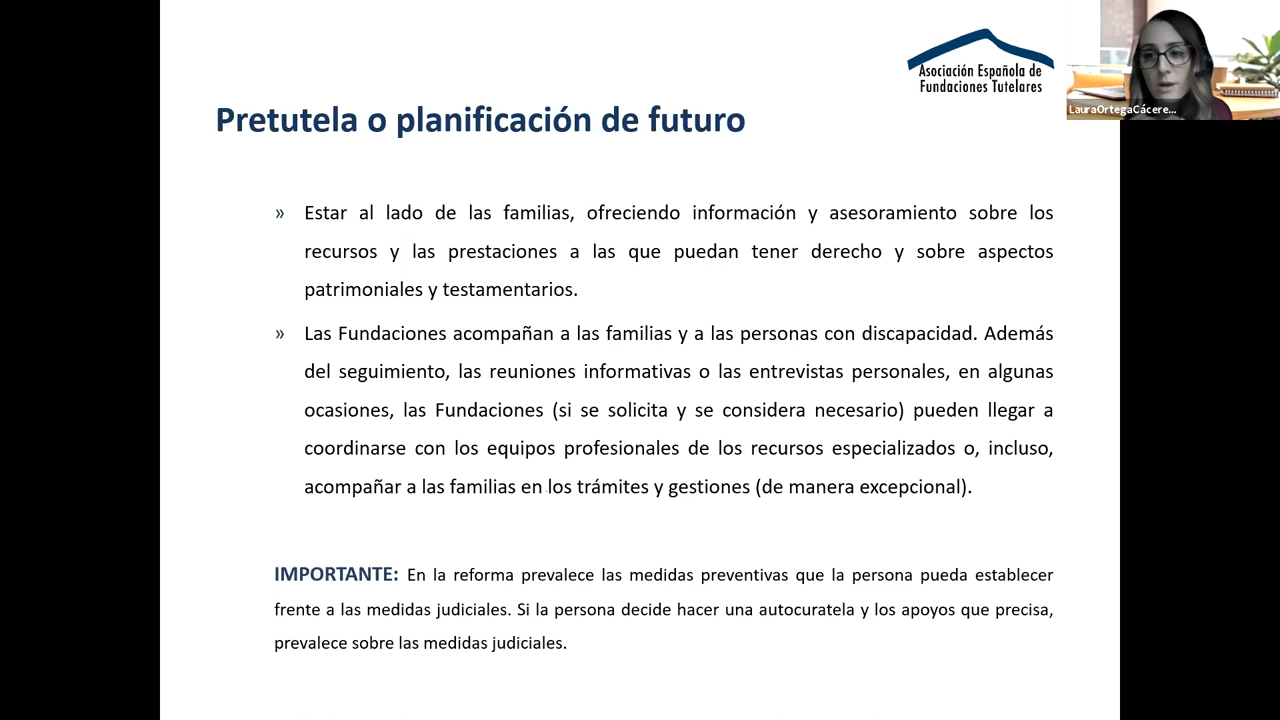 Asociación Española de
Fundaciones Tutelares
LauraOrtegaCácere...
Pretutela o planificación de futuro
» Estar al lado de las familias, ofreciendo información y asesoramiento sobre los
recursos y las prestaciones a las que puedan tener derecho y sobre aspectos
patrimoniales y testamentarios.
» Las Fundaciones acompañan a las familias y a las personas con discapacidad. Además
del seguimiento, las reuniones informativas o las entrevistas personales, en algunas
ocasiones, las Fundaciones (si se solicita y se considera necesario) pueden llegar a
coordinarse con los equipos profesionales de los recursos especializados o, incluso,
acompañar a las familias en los trámites y gestiones (de manera excepcional).
IMPORTANTE: En la reforma prevalece las medidas preventivas que la persona pueda establecer
frente a las medidas judiciales. Si la persona decide hacer una autocuratela y los apoyos que precisa,
prevalece sobre las medidas judiciales.